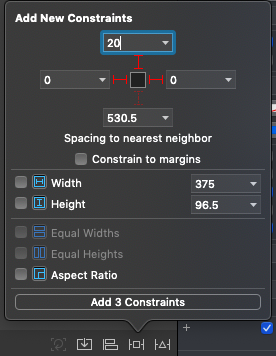 Add New Constraints
20
0 0
530.5
Spacing to nearest neighbor
Constrain to margins
Width 375
Height 96.5
Equal Widths
Equal Heights
Aspect Ratio
Add 3 Constraints